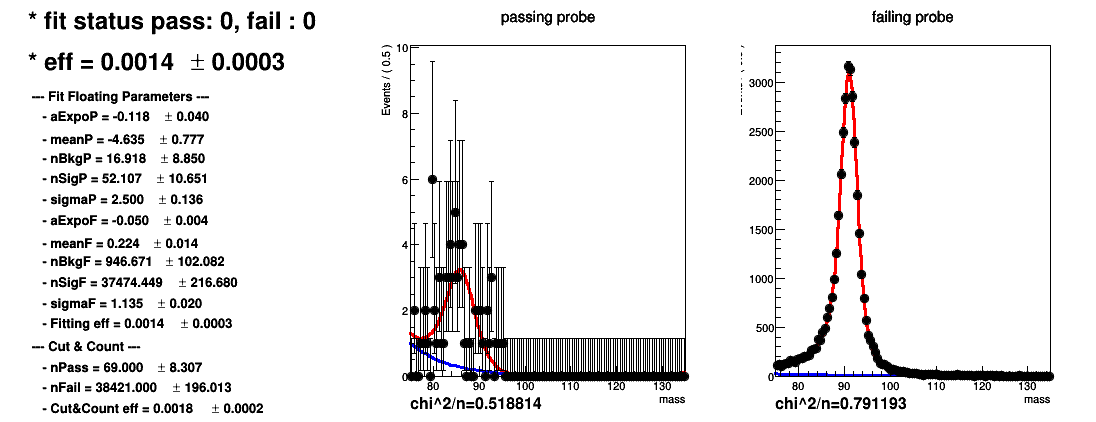 * fit status pass: 0, fail : 0
* eff = 0.0014 ± 0.0003
--- Fit Floating Parameters ---
- aExpoP = -0.118 ± 0.040
- meanP = -4.635 ± 0.777
- nBkgP = 16.918 ± 8.850
- nSigP = 52.107 ± 10.651
- sigmaP = 2.500 ± 0.136
- aExpoF = -0.050 ± 0.004
- meanF = 0.224 ± 0.014
- nBkgF = 946.671 ± 102.082
- nSigF = 37474.449 ± 216.680
- sigmaF = 1.135 ± 0.020
- Fitting eff = 0.0014 ± 0.0003
--- Cut & Count ---
- nPass = 69.000 ± 8.307
- nFail = 38421.000 ± 196.013
- Cut&Count eff = 0.0018 ± 0.0002
passing probe
Events / ( 0.5 )
10
8
6
4
2
0
80 90 100 110 120 130
mass
chi^2/n=0.518814
failing probe
3000
2500
2000
1500
1000
500
0
80 90 100 110 120 130
mass
chi^2/n=0.791193